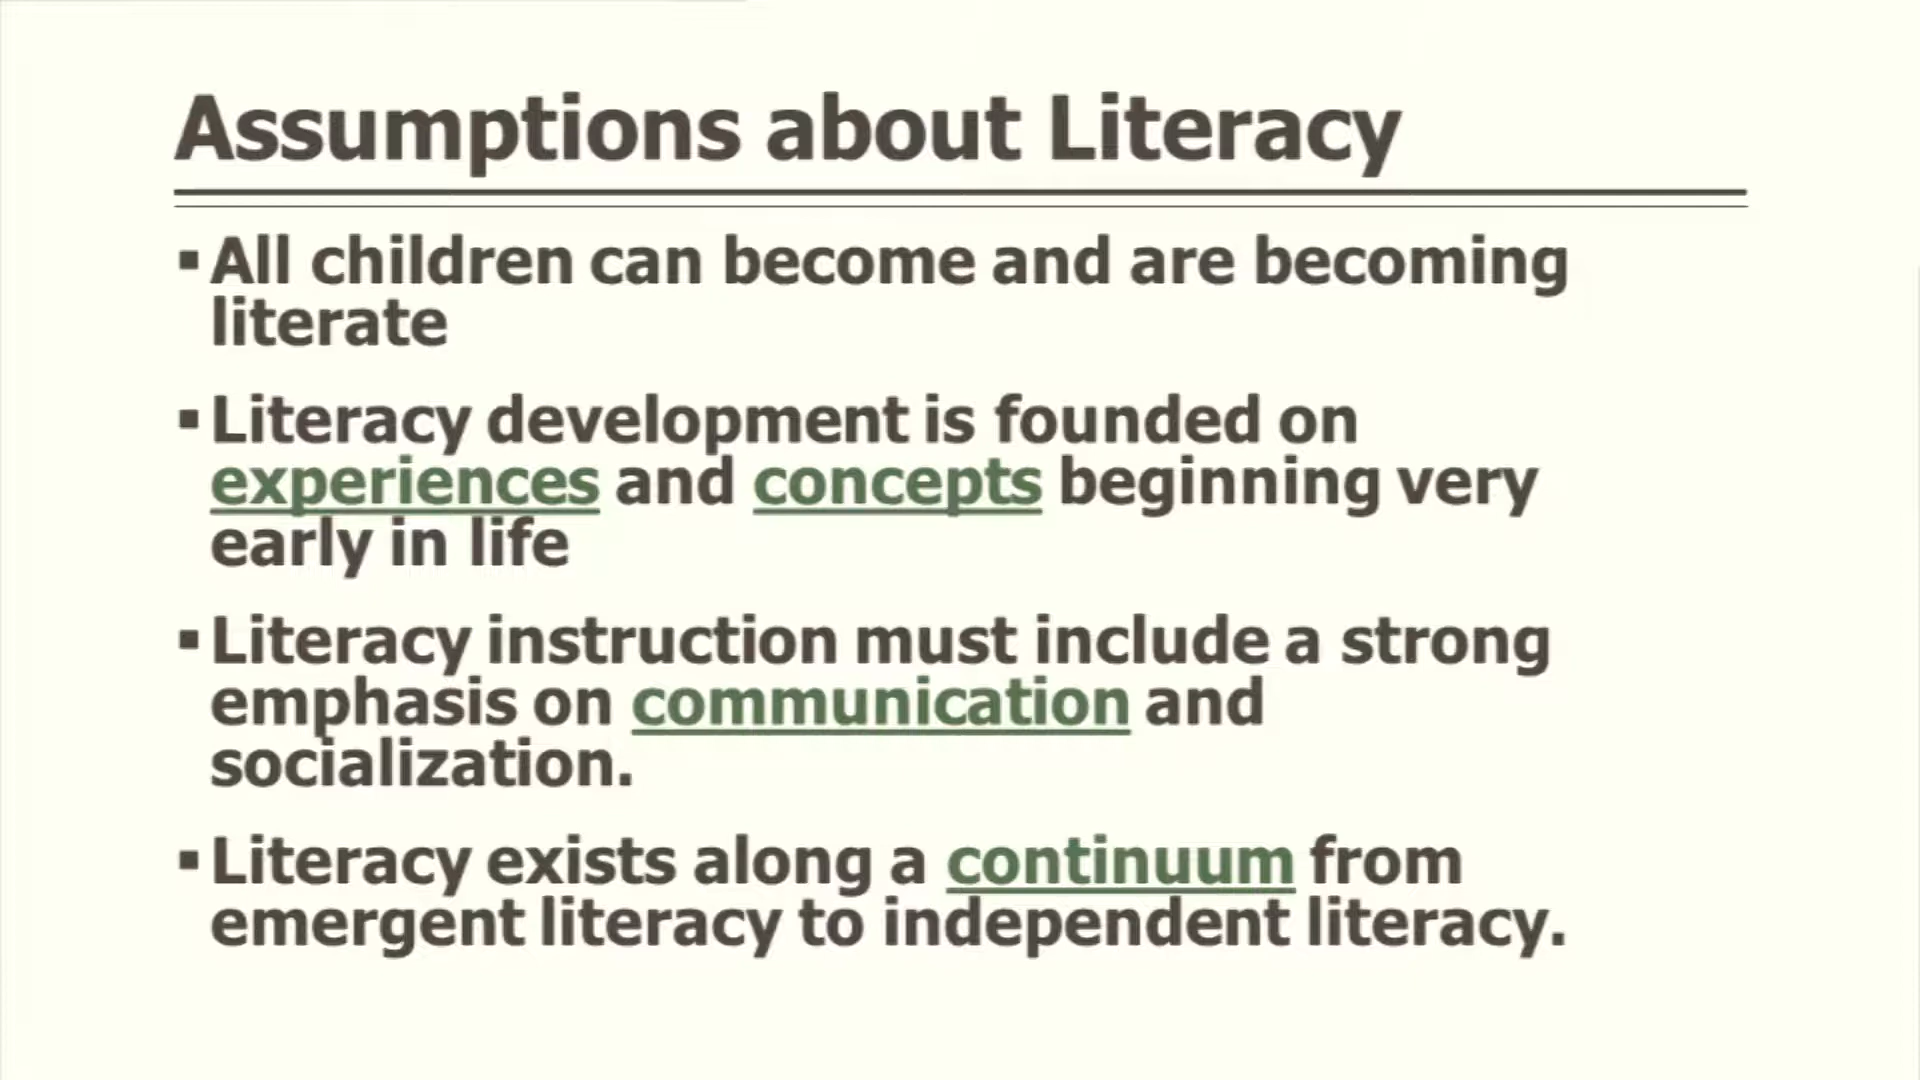 Assumptions about Literacy
▪All children can become and are becoming
literate
▪Literacy development is founded on
experiences and concepts beginning very
early in life
▪Literacy instruction must include a strong
emphasis on communication and
socialization.
▪Literacy exists along a continuum from
emergent literacy to independent literacy.